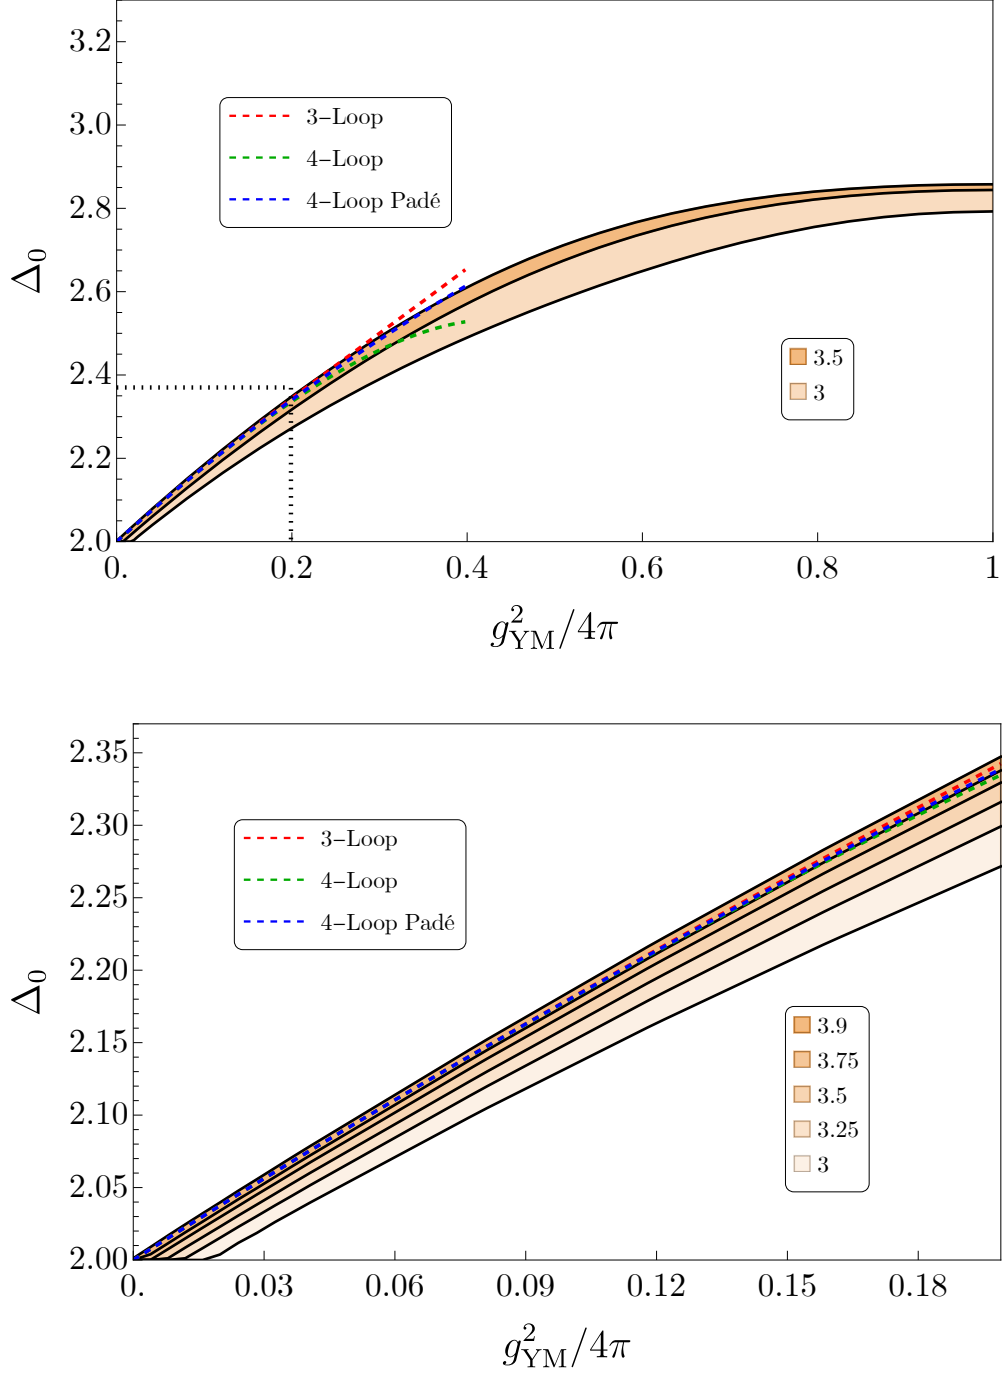 3.2
3.0
2.8
2.6
2.4
2.2
2.0
Δ₀
3–Loop
4–Loop
4–Loop Padé
3.5
3
0. 0.2 0.4 0.6 0.8 1
g²_YM/4π
2.35
2.30
2.25
2.20
2.15
2.10
2.05
2.00
Δ₀
3–Loop
4–Loop
4–Loop Padé
3.9
3.75
3.5
3.25
3
0. 0.03 0.06 0.09 0.12 0.15 0.18
g²_YM/4π